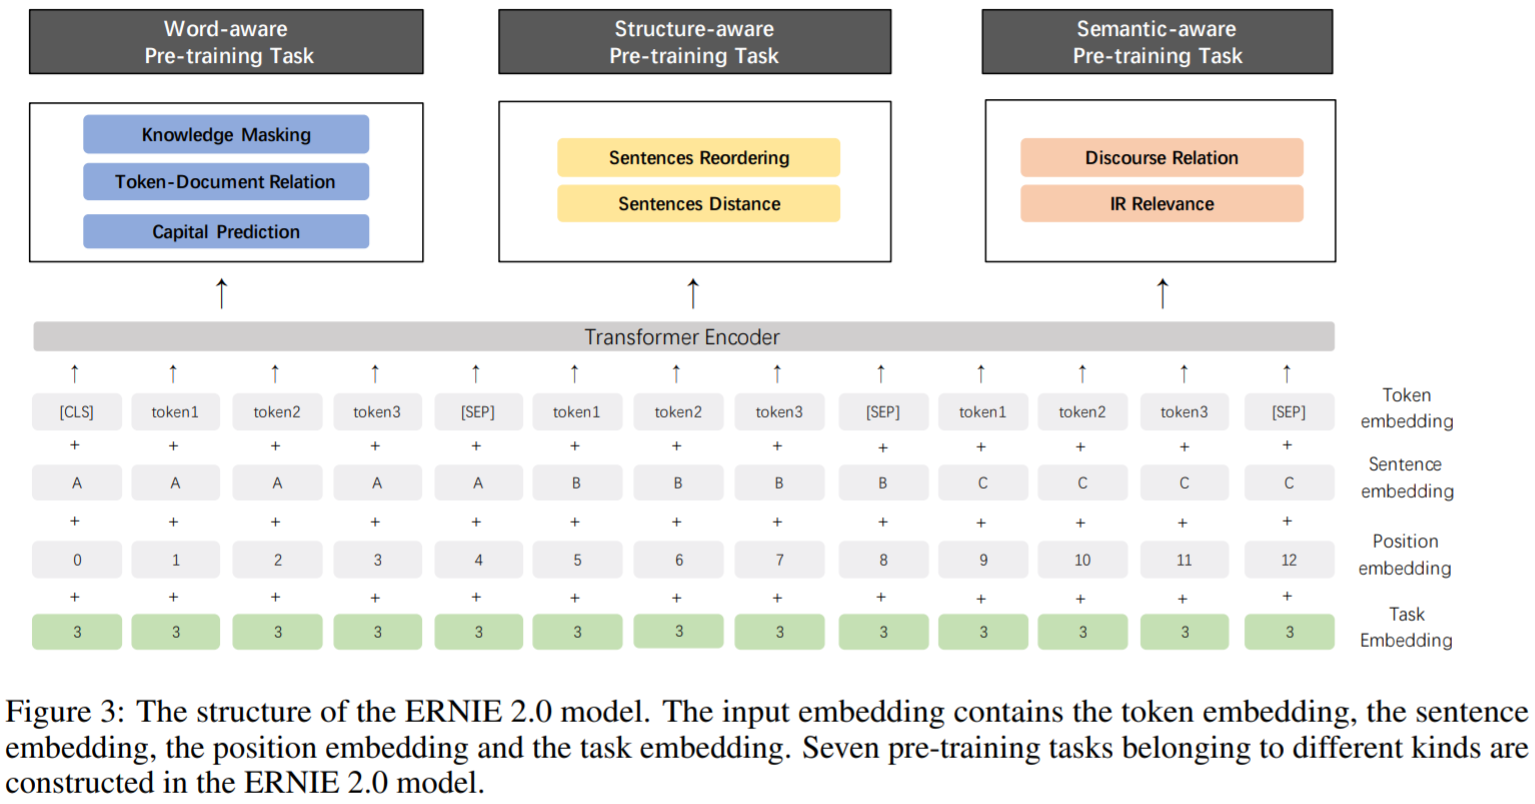 Word-aware
Pre-training Task
Structure-aware
Pre-training Task
Semantic-aware
Pre-training Task
Knowledge Masking
Token-Document Relation
Capital Prediction
Sentences Reordering
Sentences Distance
Discourse Relation
IR Relevance
↑ ↑ ↑
Transformer Encoder
↑ ↑ ↑ ↑ ↑ ↑ ↑ ↑ ↑ ↑ ↑ ↑ ↑
[CLS] token1 token2 token3 [SEP] token1 token2 token3 [SEP] token1 token2 token3 [SEP]
Token
embedding
+ + + + + + + + + + + + +
A A A A A B B B B C C C C
Sentence
embedding
+ + + + + + + + + + + + +
0 1 2 3 4 5 6 7 8 9 10 11 12
Position
embedding
+ + + + + + + + + + + + +
3 3 3 3 3 3 3 3 3 3 3 3 3
Task
Embedding
Figure 3: The structure of the ERNIE 2.0 model. The input embedding contains the token embedding, the sentence
embedding, the position embedding and the task embedding. Seven pre-training tasks belonging to different kinds are
constructed in the ERNIE 2.0 model.